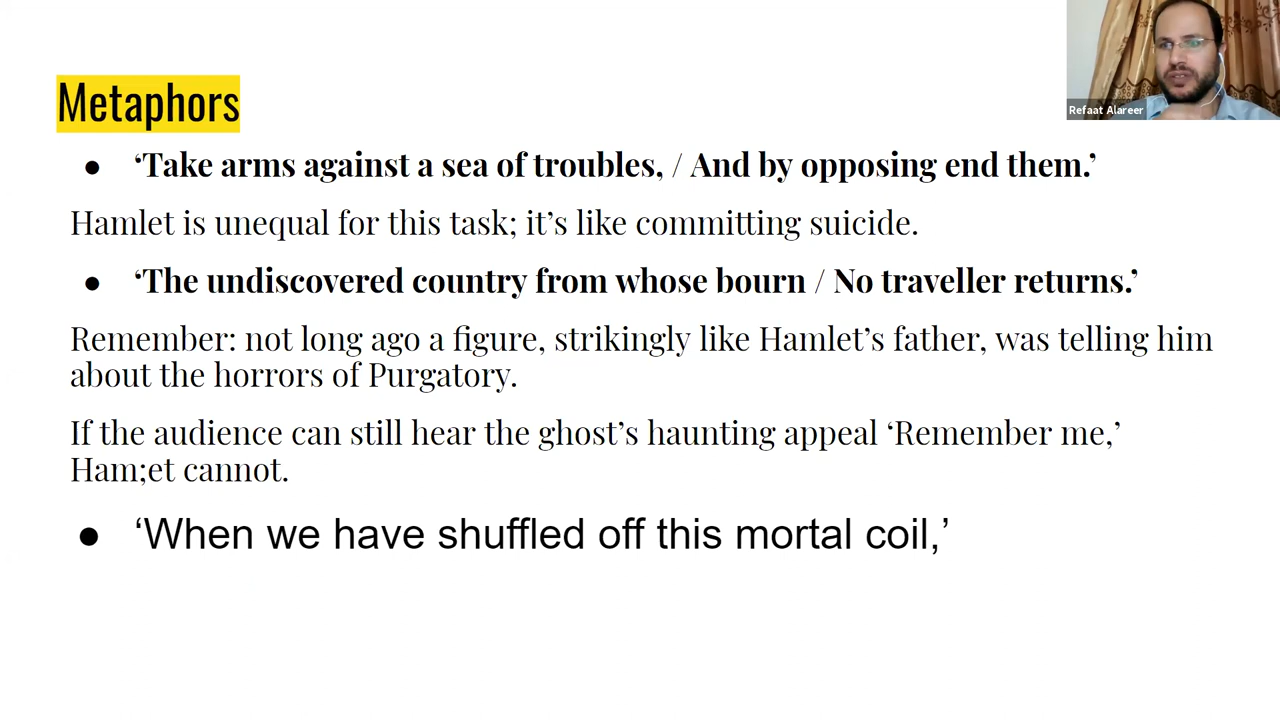 Metaphors
Refaat Alareer
● ‘Take arms against a sea of troubles, / And by opposing end them.’
Hamlet is unequal for this task; it’s like committing suicide.
● ‘The undiscovered country from whose bourn / No traveller returns.’
Remember: not long ago a figure, strikingly like Hamlet’s father, was telling him
about the horrors of Purgatory.
If the audience can still hear the ghost’s haunting appeal ‘Remember me,’
Ham;et cannot.
● ‘When we have shuffled off this mortal coil,’